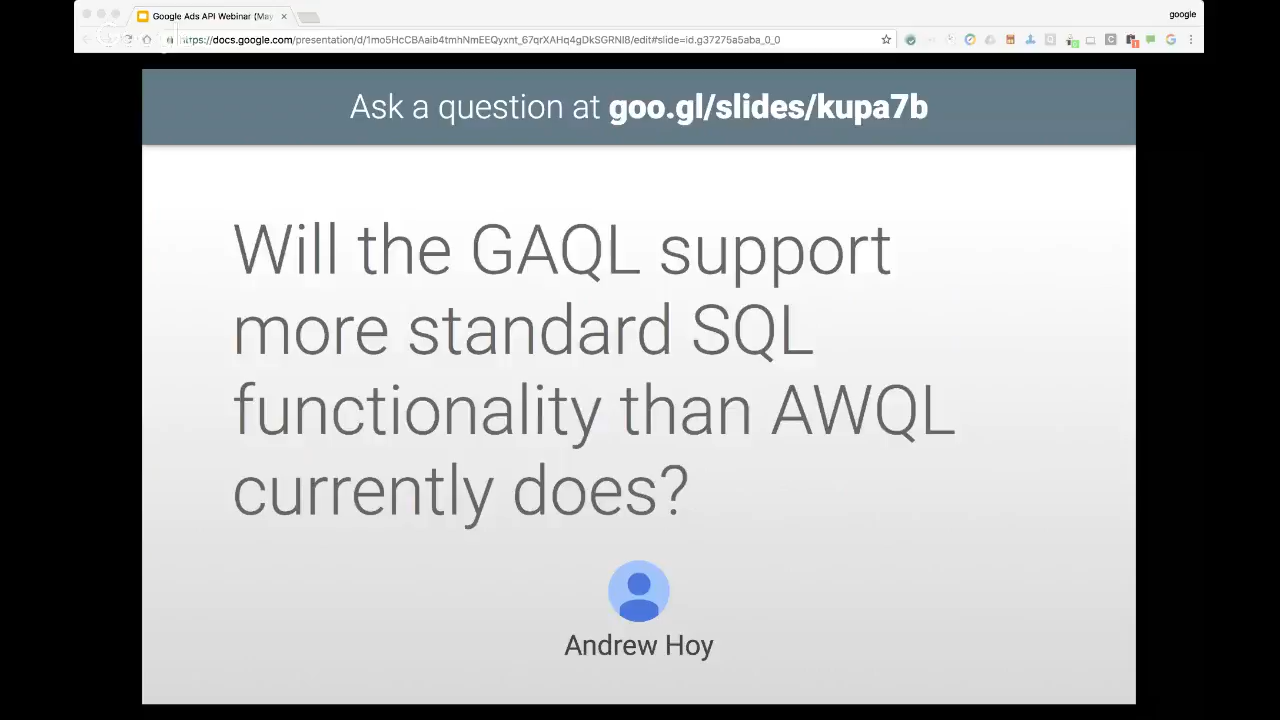 Google Ads API Webinar (May
google
https://docs.google.com/presentation/d/1mo5HcCBAaib4tmhNmEEQyxnt_67qrXAHq4gDkSGRNI8/edit#slide=id.g37275a5aba_0_0
Ask a question at goo.gl/slides/kupa7b
Will the GAQL support
more standard SQL
functionality than AWQL
currently does?
Andrew Hoy